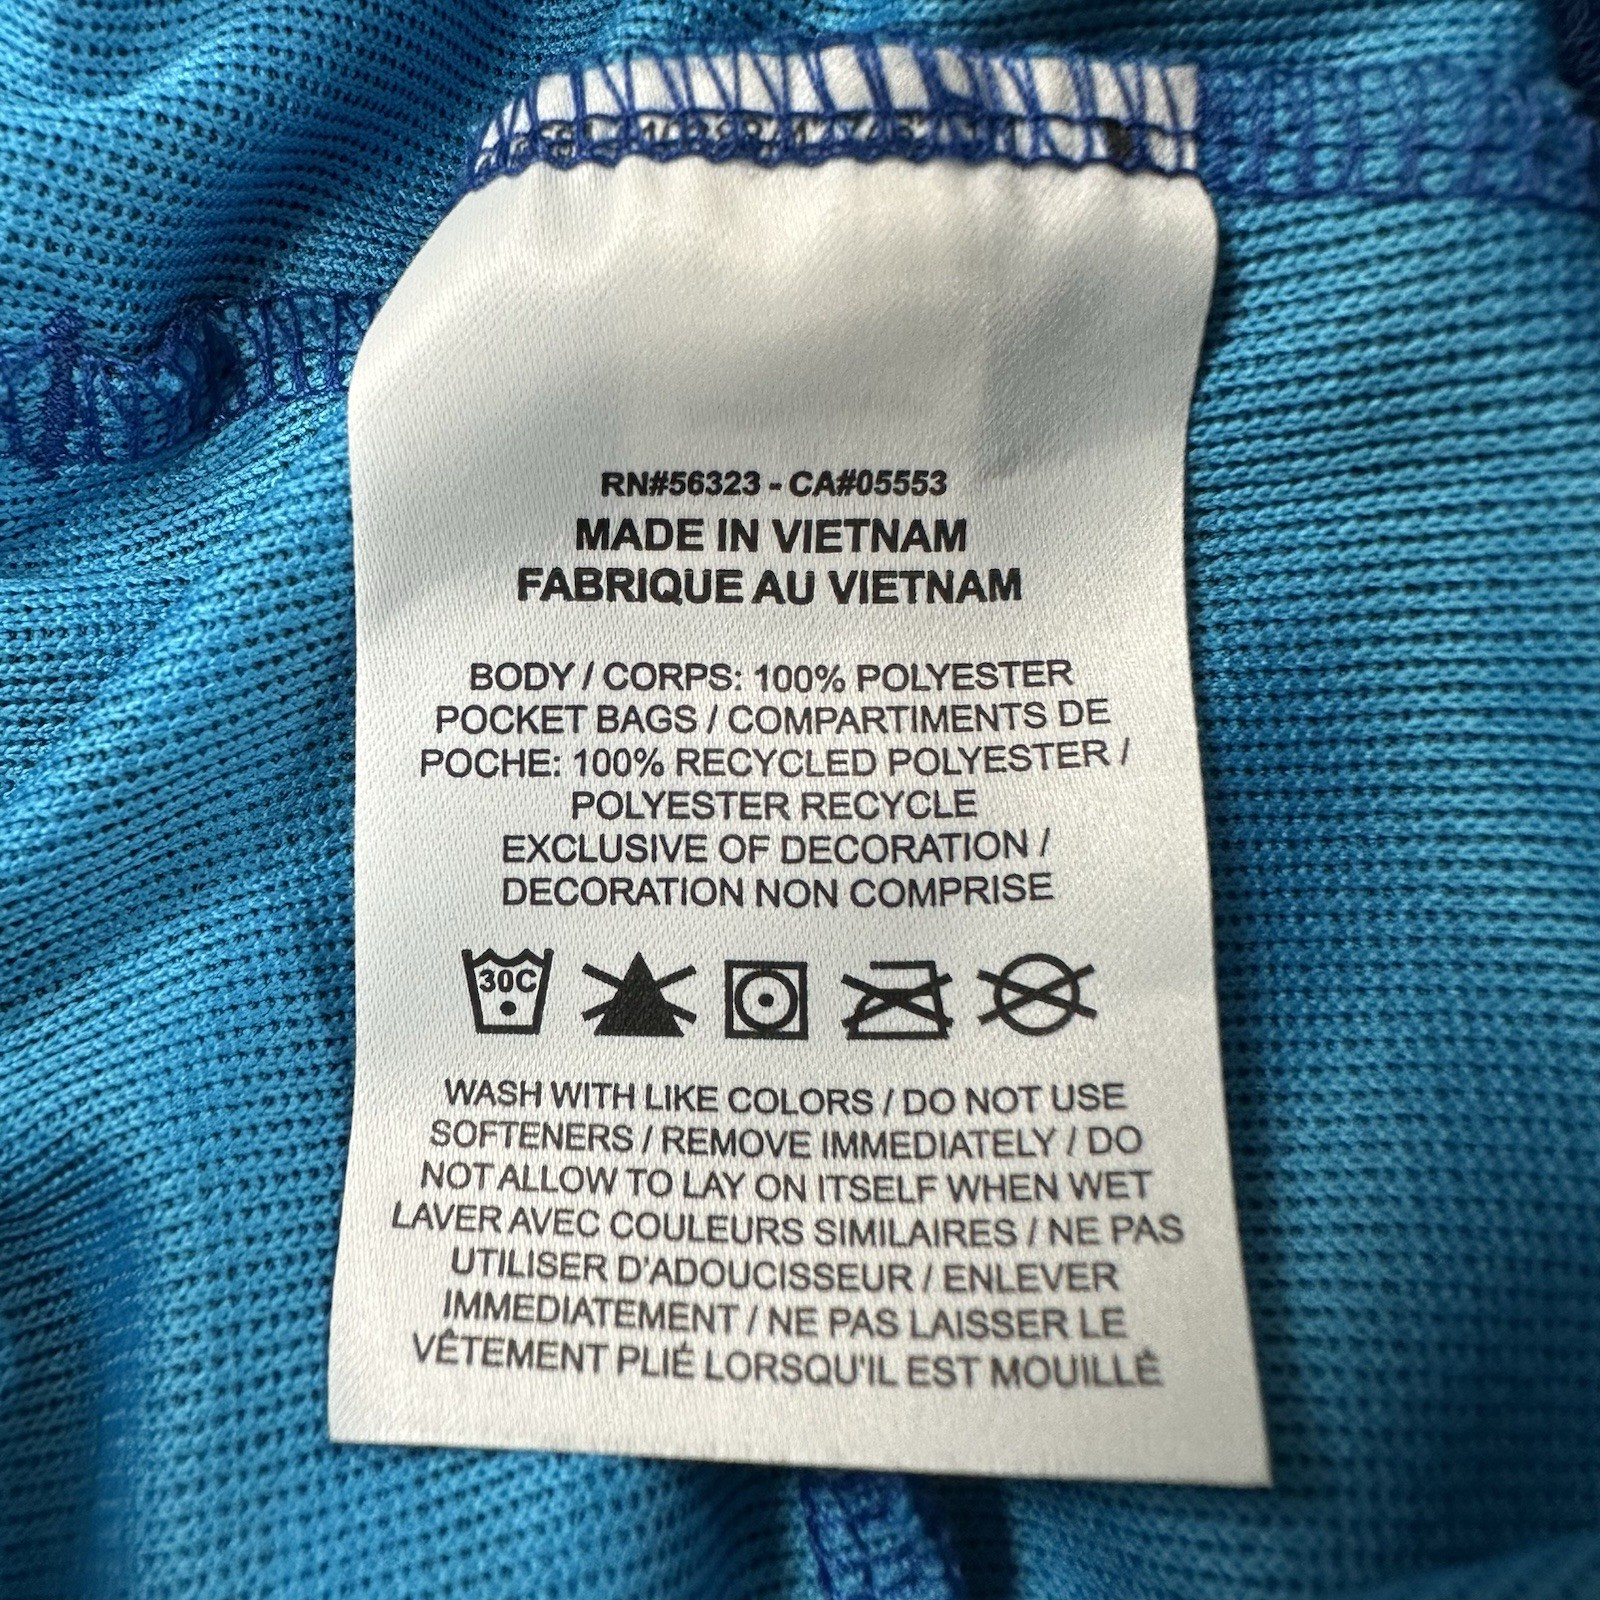 RN#56323 - CA#05553
MADE IN VIETNAM
FABRIQUE AU VIETNAM
BODY / CORPS: 100% POLYESTER
POCKET BAGS / COMPARTIMENTS DE
POCHE: 100% RECYCLED POLYESTER /
POLYESTER RECYCLE
EXCLUSIVE OF DECORATION /
DECORATION NON COMPRISE
30C
WASH WITH LIKE COLORS / DO NOT USE
SOFTENERS / REMOVE IMMEDIATELY / DO
NOT ALLOW TO LAY ON ITSELF WHEN WET
LAVER AVEC COULEURS SIMILAIRES / NE PAS
UTILISER D'ADOUCISSEUR / ENLEVER
IMMEDIATEMENT / NE PAS LAISSER LE
VÊTEMENT PLIÉ LORSQU'IL EST MOUILLÉ